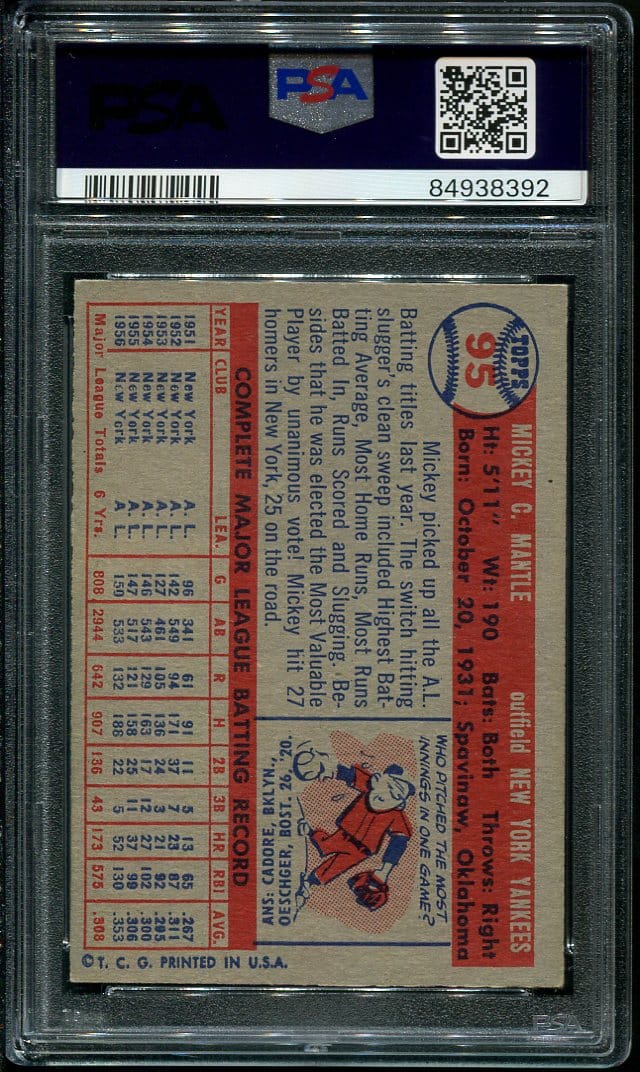 PSA
PSA
84938392
TOPPS
95
MICKEY C. MANTLE outfield NEW YORK YANKEES
Ht: 5'11" Wt: 190 Bats: Both Throws: Right
Born: October 20, 1931; Spavinaw, Oklahoma
Mickey picked up all the A.L.
Batting titles last year. The switch hitting
slugger's clean sweep included Highest Bat-
ting Average, Most Home Runs, Most Runs
Batted In, Runs Scored and Slugging. Be-
sides that he was elected the Most Valuable
Player by unanimous vote! Mickey hit 27
homers in New York, 25 on the road.
WHO PITCHED THE MOST
INNINGS IN ONE GAME?
ANS: CADORE, BKLYN.,
OESCHGER, BOST. 26, '20.
COMPLETE MAJOR LEAGUE BATTING RECORD
YEAR CLUB LEA. G AB R H 2B 3B HR RBI AVG.
1951 New York A. L. 96 341 61 91 11 5 13 65 .267
1952 New York A. L. 142 549 94 171 37 7 23 87 .311
1953 New York A. L. 127 461 105 136 24 3 21 92 .295
1954 New York A. L. 146 543 129 163 17 12 27 102 .300
1955 New York A. L. 147 517 121 158 25 11 37 99 .306
1956 New York A. L. 150 533 132 188 22 5 52 130 .353
Major League Totals 6 Yrs. 808 2944 642 907 136 43 173 575 .308
© T. C. G. PRINTED IN U.S.A.
PSA